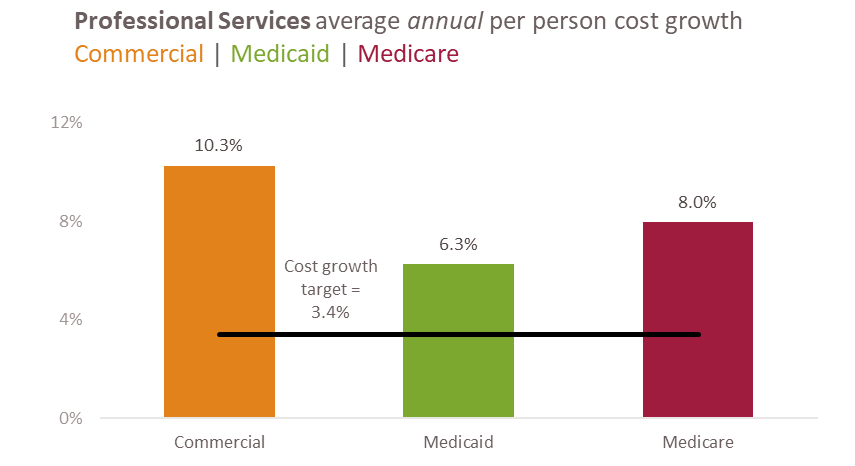 Professional Services average annual per person cost growth
Commercial | Medicaid | Medicare
12%
10.3%
8.0%
8%
6.3%
Cost growth
target =
3.4%
4%
0%
Commercial
Medicaid
Medicare